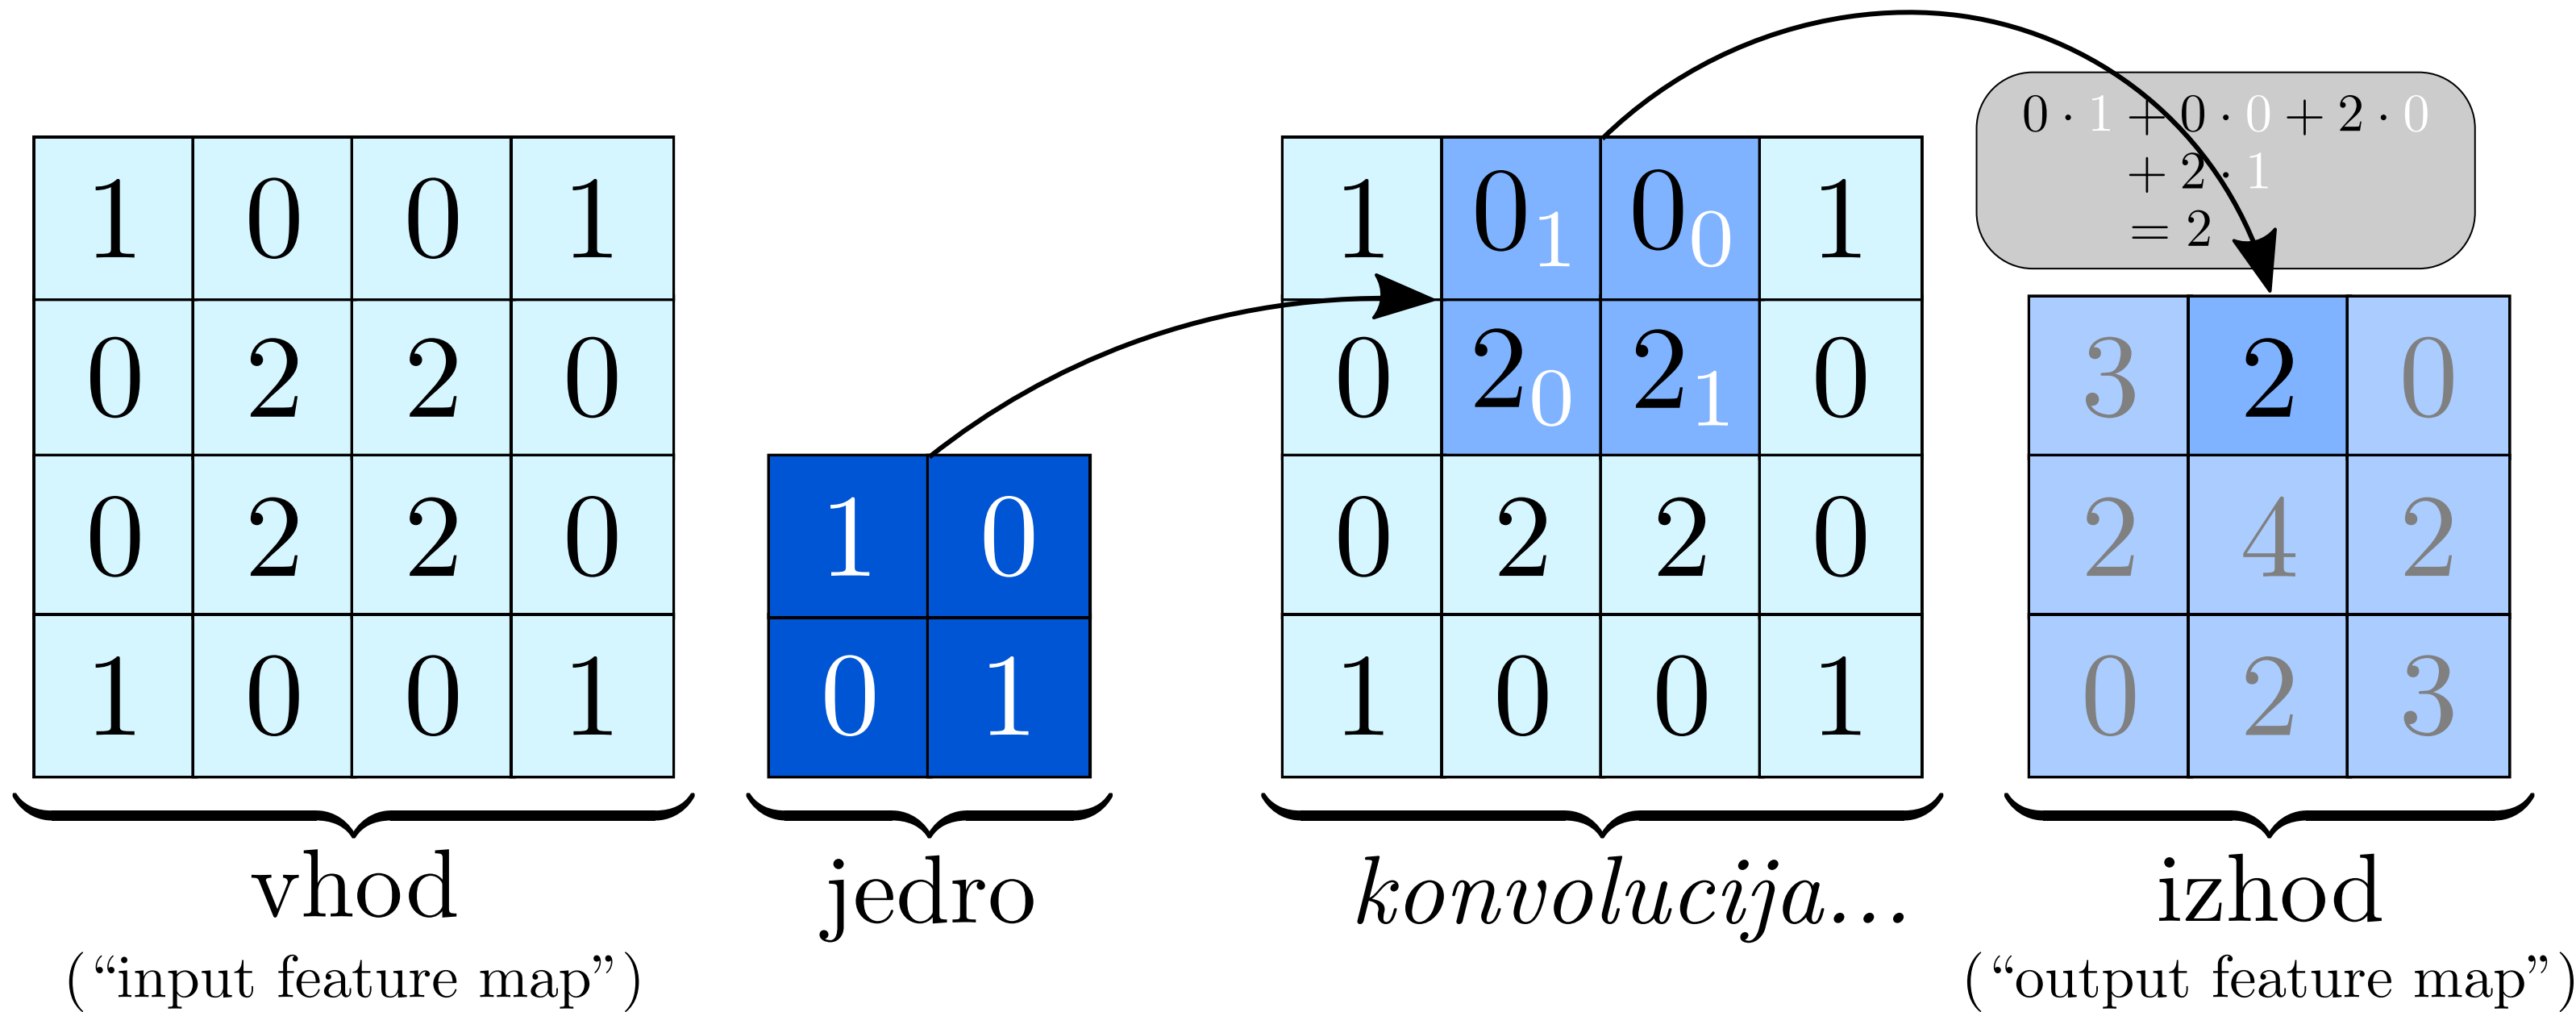 1 0 0 1
0 2 2 0
0 2 2 0
1 0 0 1
vhod
(“input feature map”)
1 0
0 1
jedro
1 0₁ 0₀ 1
0 2₀ 2₁ 0
0 2 2 0
1 0 0 1
konvolucija...
0 · 1 + 0 · 0 + 2 · 0
+ 2 · 1
= 2
3 2 0
2 4 2
0 2 3
izhod
(“output feature map”)